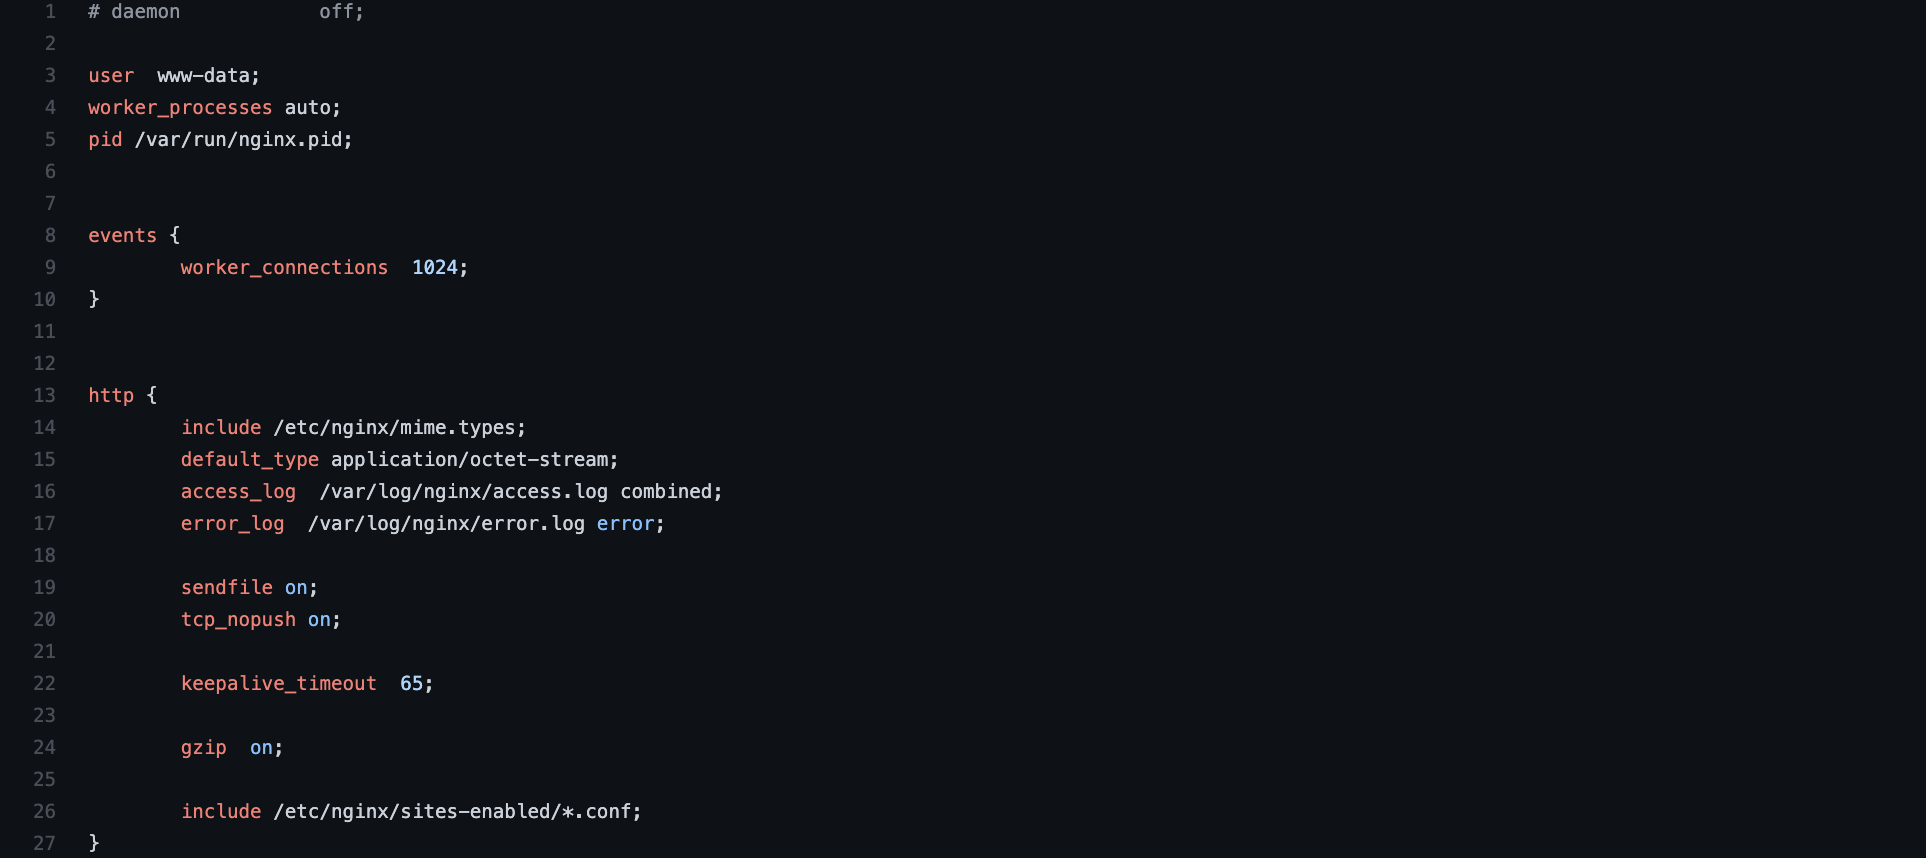 1 # daemon            off;
2
3 user  www-data;
4 worker_processes auto;
5 pid /var/run/nginx.pid;
6
7
8 events {
9         worker_connections  1024;
10 }
11
12
13 http {
14         include /etc/nginx/mime.types;
15         default_type application/octet-stream;
16         access_log  /var/log/nginx/access.log combined;
17         error_log  /var/log/nginx/error.log error;
18
19         sendfile on;
20         tcp_nopush on;
21
22         keepalive_timeout  65;
23
24         gzip  on;
25
26         include /etc/nginx/sites-enabled/*.conf;
27 }